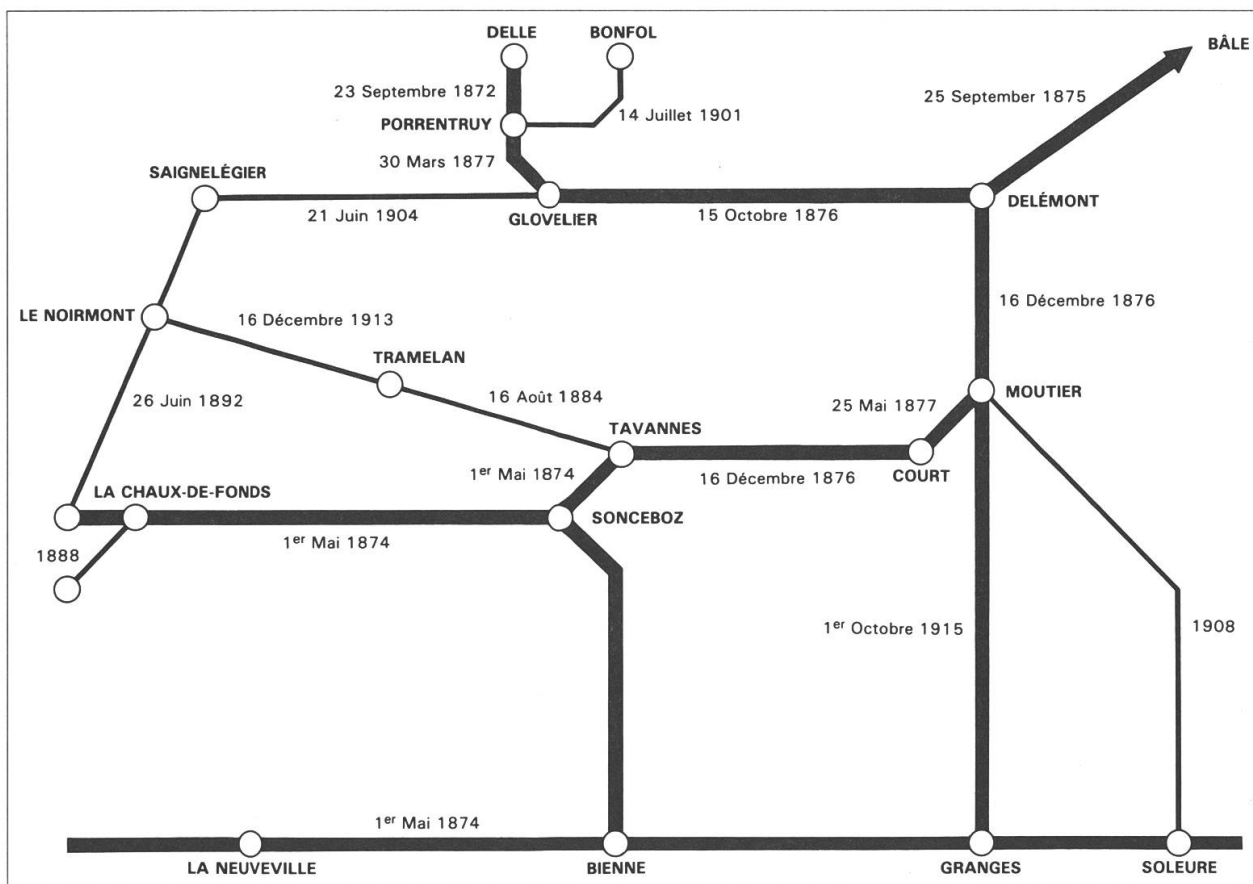 DELLE
BONFOL
BÂLE
23 Septembre 1872
25 September 1875
14 Juillet 1901
PORRENTRUY
30 Mars 1877
SAIGNELÉGIER
21 Juin 1904
GLOVELIER
15 Octobre 1876
DELÉMONT
LE NOIRMONT
16 Décembre 1913
16 Décembre 1876
TRAMELAN
26 Juin 1892
16 Août 1884
25 Mai 1877
MOUTIER
TAVANNES
1er Mai 1874
16 Décembre 1876
COURT
LA CHAUX-DE-FONDS
SONCEBOZ
1er Mai 1874
1888
1er Octobre 1915
1908
1er Mai 1874
LA NEUVEVILLE
BIENNE
GRANGES
SOLEURE